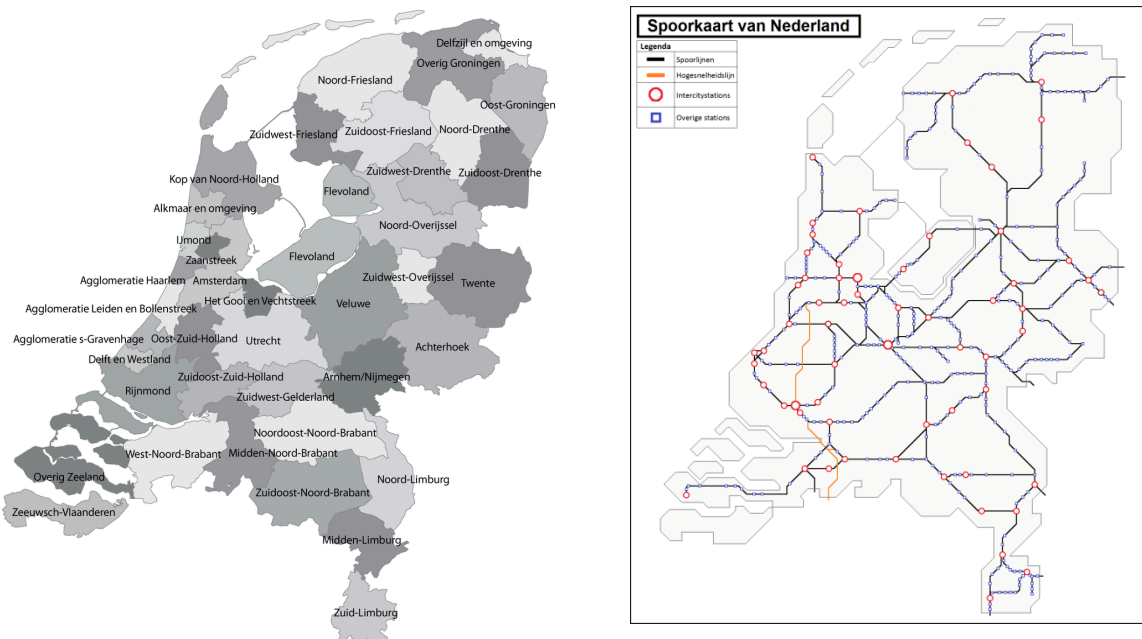 Delfzijl en omgeving
Overig Groningen
Noord-Friesland
Oost-Groningen
Zuidwest-Friesland
Zuidoost-Friesland
Noord-Drenthe
Zuidwest-Drenthe
Zuidoost-Drenthe
Kop van Noord-Holland
Flevoland
Alkmaar en omgeving
Noord-Overijssel
IJmond
Zaanstreek
Flevoland
Agglomeratie Haarlem
Amsterdam
Zuidwest-Overijssel
Twente
Het Gooi en Vechtstreek
Veluwe
Agglomeratie Leiden en Bollenstreek
Agglomeratie s-Gravenhage
Oost-Zuid-Holland
Utrecht
Achterhoek
Delft en Westland
Zuidoost-Zuid-Holland
Arnhem/Nijmegen
Rijnmond
Zuidwest-Gelderland
Noordoost-Noord-Brabant
West-Noord-Brabant
Midden-Noord-Brabant
Overig Zeeland
Noord-Limburg
Zuidoost-Noord-Brabant
Zeeuwsch-Vlaanderen
Midden-Limburg
Zuid-Limburg
Spoorkaart van Nederland
Legenda
Spoorlijnen
Hogesnelheidslijn
Intercitystations
Overige stations